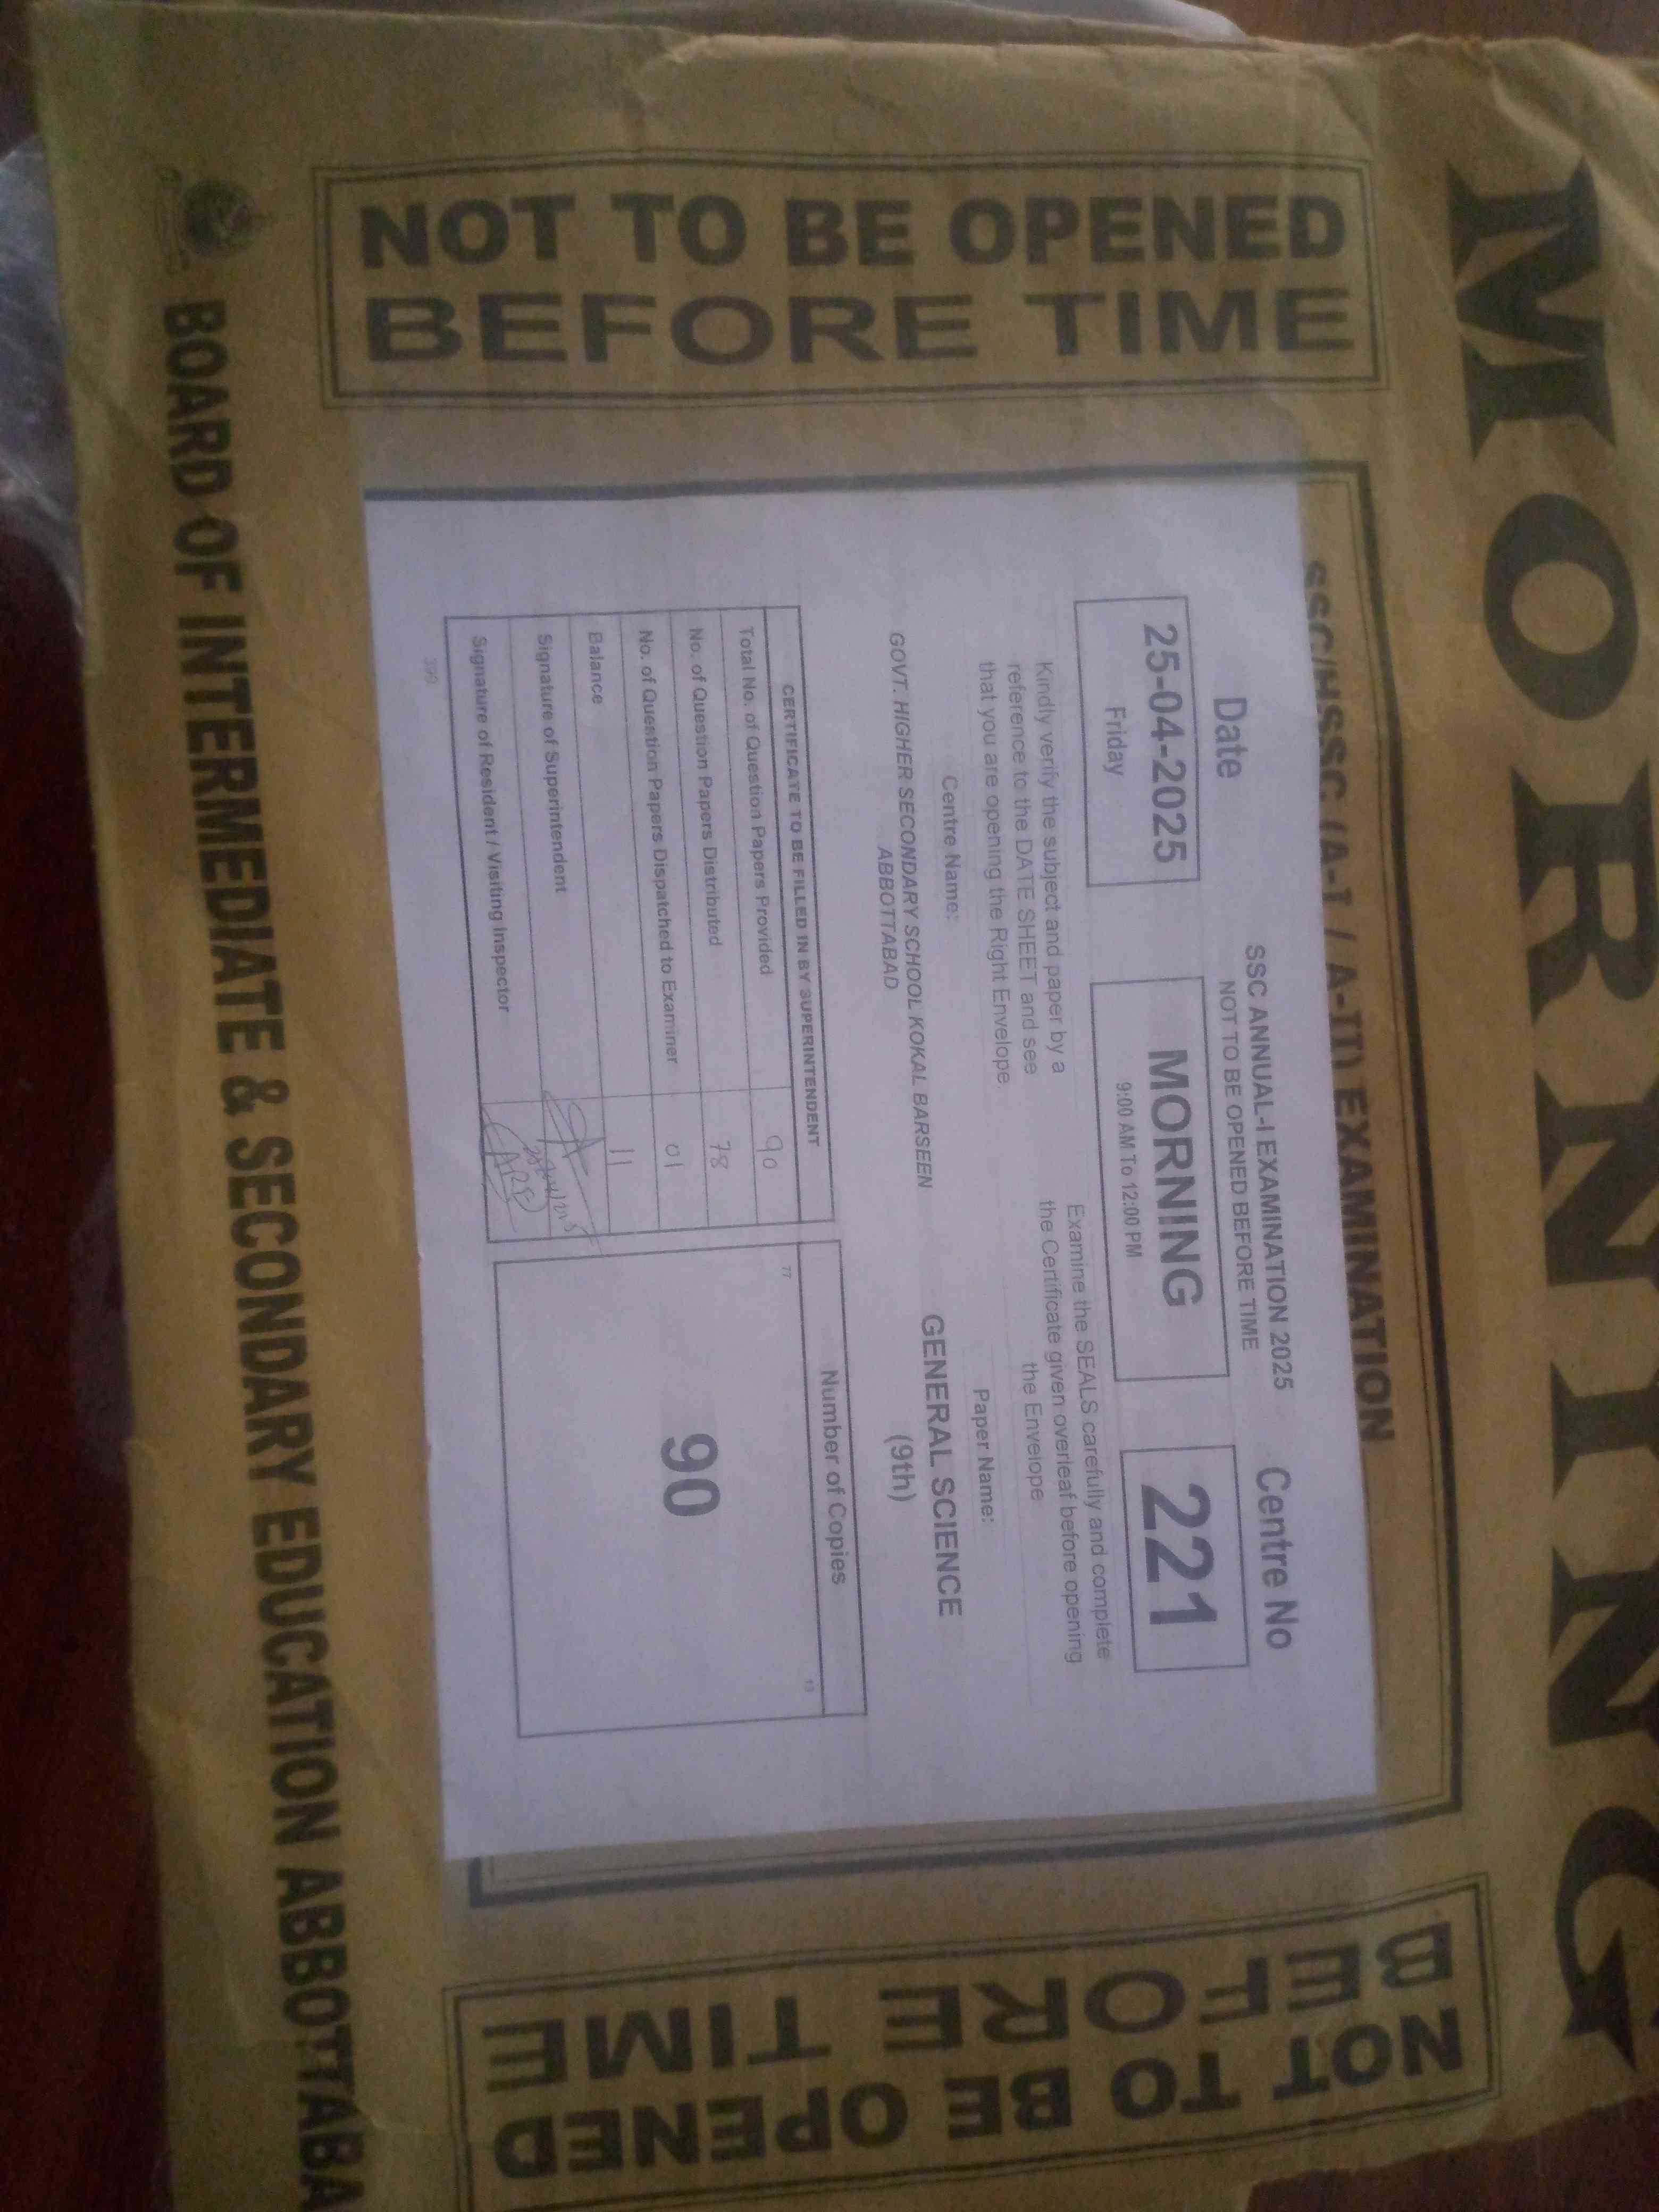 MORNING
NOT TO BE OPENED
BEFORE TIME
SSC/HSSC (A-I / A-II) EXAMINATION
SSC ANNUAL-I EXAMINATION 2025
NOT TO BE OPENED BEFORE TIME
Date
Centre No
25-04-2025
Friday
MORNING
9:00 AM To 12:00 PM
221
Kindly verify the subject and paper by a
reference to the DATE SHEET and see
that you are opening the Right Envelope.
Examine the SEALS carefully and complete
the Certificate given overleaf before opening
the Envelope
Centre Name:
GOVT. HIGHER SECONDARY SCHOOL KOKAL BARSEEN
ABBOTTABAD
Paper Name:
GENERAL SCIENCE
(9th)
CERTIFICATE TO BE FILLED IN BY SUPERINTENDENT
Total No. of Question Papers Provided 90
No. of Question Papers Distributed 78
No. of Question Papers Dispatched to Examiner 01
Balance 11
Signature of Superintendent
Signature of Resident / Visiting Inspector
Number of Copies
77
13
90
399
NOT TO BE OPENED
BEFORE TIME
BOARD OF INTERMEDIATE & SECONDARY EDUCATION ABBOTTABA